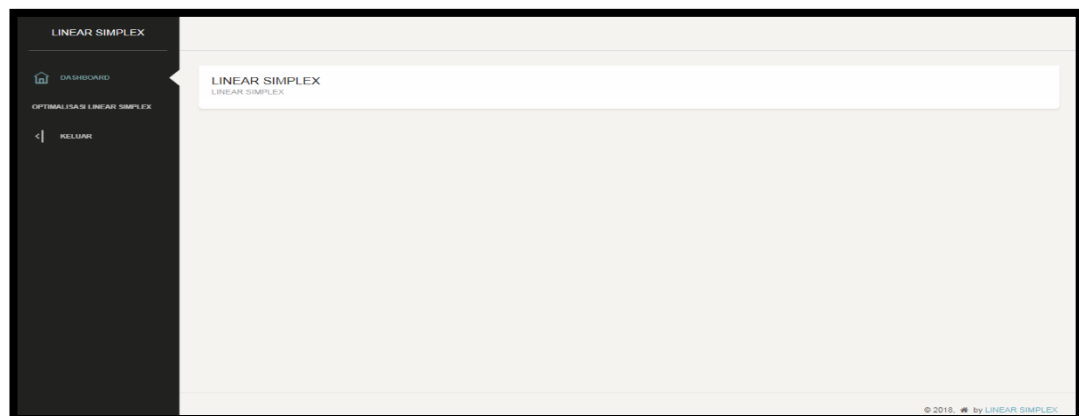 LINEAR SIMPLEX
DASHBOARD
OPTIMALISASI LINEAR SIMPLEX
KELUAR
LINEAR SIMPLEX
LINEAR SIMPLEX
© 2018, by LINEAR SIMPLEX